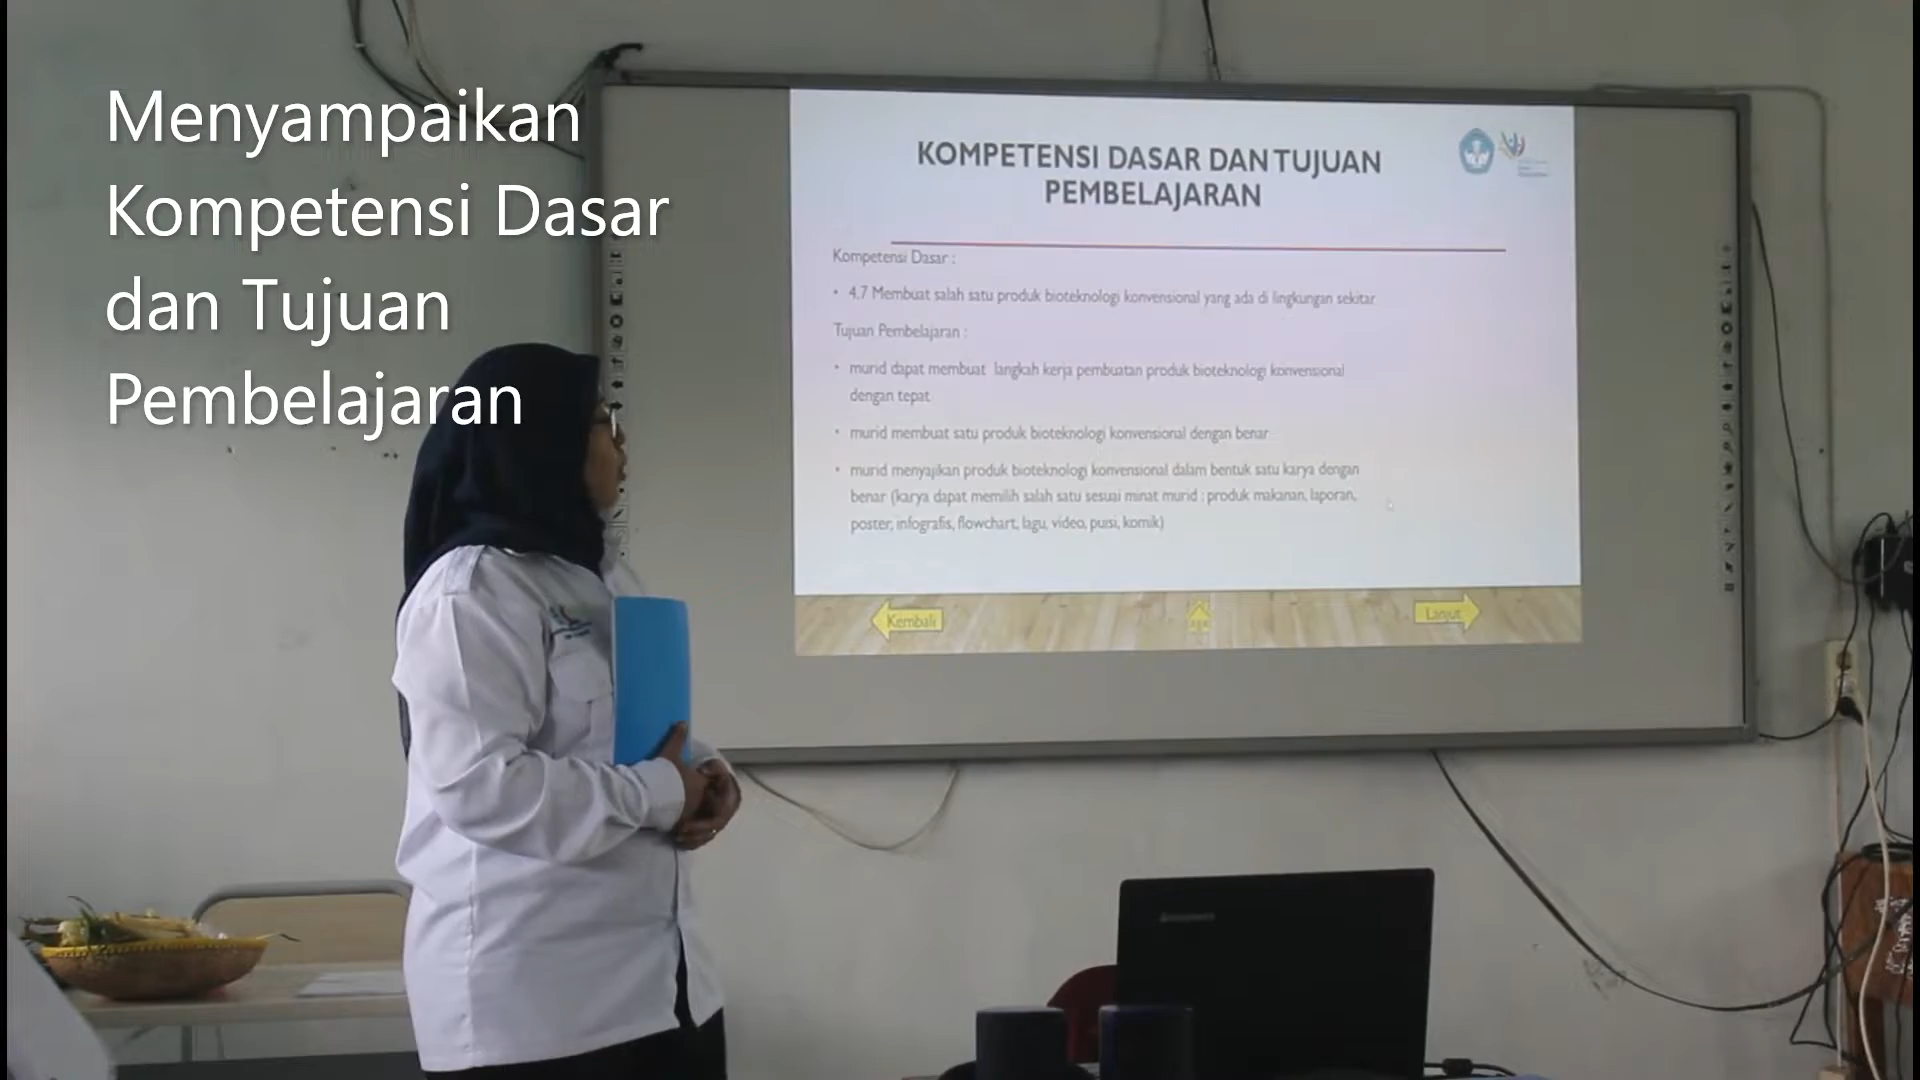 Menyampaikan
Kompetensi Dasar
dan Tujuan
Pembelajaran
KOMPETENSI DASAR DAN TUJUAN
PEMBELAJARAN
Kompetensi Dasar :
• 4.7 Membuat salah satu produk bioteknologi konvensional yang ada di lingkungan sekitar
Tujuan Pembelajaran :
• murid dapat membuat langkah kerja pembuatan produk bioteknologi konvensional
dengan tepat
• murid membuat satu produk bioteknologi konvensional dengan benar
• murid menyajikan produk bioteknologi konvensional dalam bentuk satu karya dengan
benar (karya dapat memilih salah satu sesuai minat murid : produk makanan, laporan,
poster, infografis, flowchart, lagu, video, puisi, komik)
Kembali
Lanjut